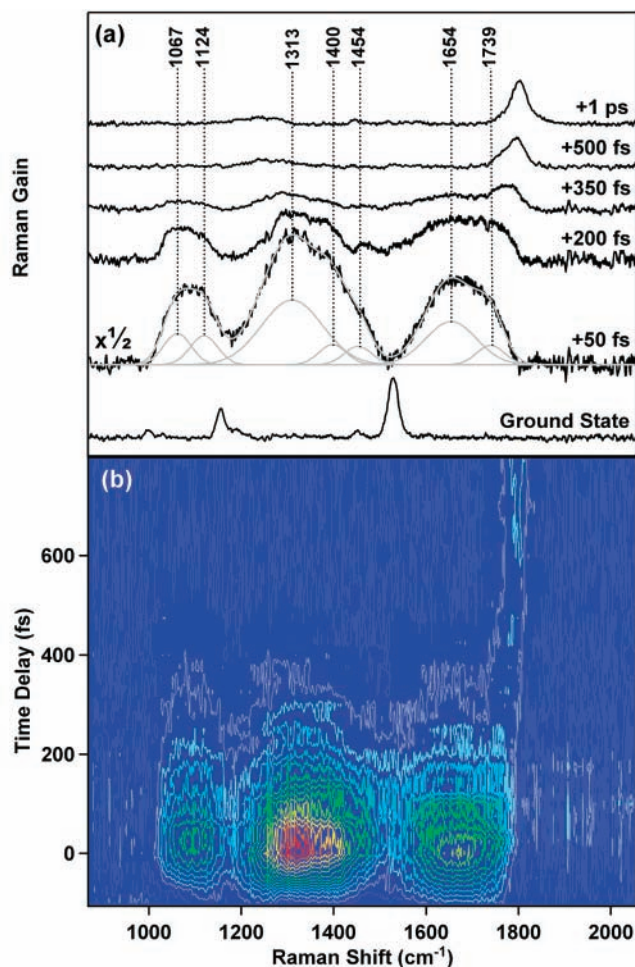 (a)
1067
1124
1313
1400
1454
1654
1739
+1 ps
+500 fs
+350 fs
+200 fs
x½
+50 fs
Ground State
Raman Gain
(b)
600
400
200
0
Time Delay (fs)
1000 1200 1400 1600 1800 2000
Raman Shift (cm⁻¹)